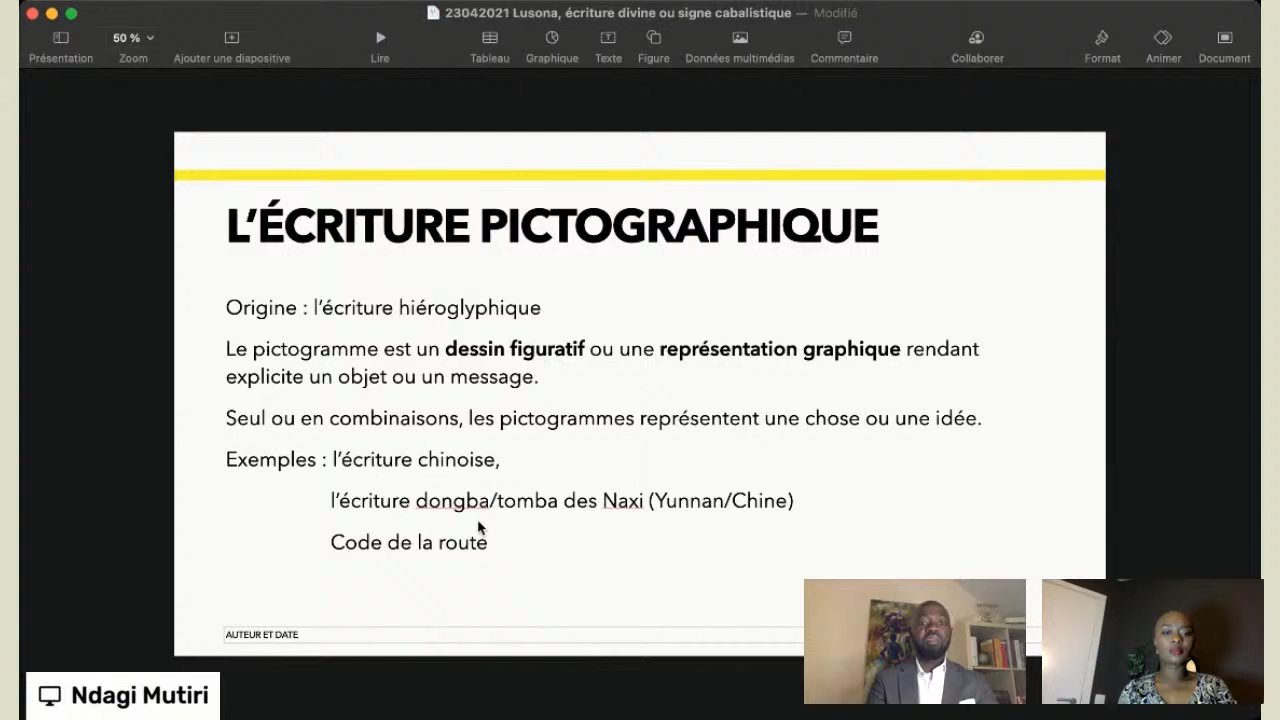 23042021 Lusona, écriture divine ou signe cabalistique — Modifié
50 %
Présentation Zoom Ajouter une diapositive Lire Tableau Graphique Texte Figure Données multimédias Commentaire Collaborer Format Animer Document
L’ÉCRITURE PICTOGRAPHIQUE
Origine : l’écriture hiéroglyphique
Le pictogramme est un dessin figuratif ou une représentation graphique rendant
explicite un objet ou un message.
Seul ou en combinaisons, les pictogrammes représentent une chose ou une idée.
Exemples : l’écriture chinoise,
l’écriture dongba/tomba des Naxi (Yunnan/Chine)
Code de la route
AUTEUR ET DATE
Ndagi Mutiri